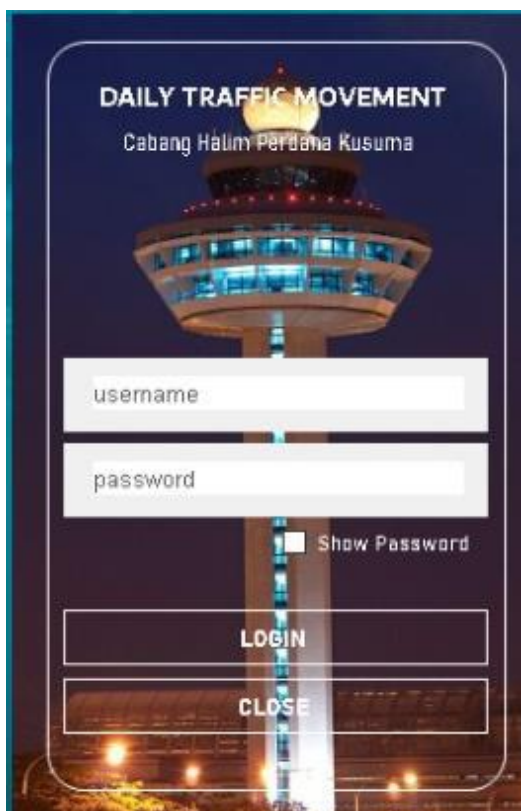 DAILY TRAFFIC MOVEMENT
Cabang Halim Perdana Kusuma
username
password
Show Password
LOGIN
CLOSE